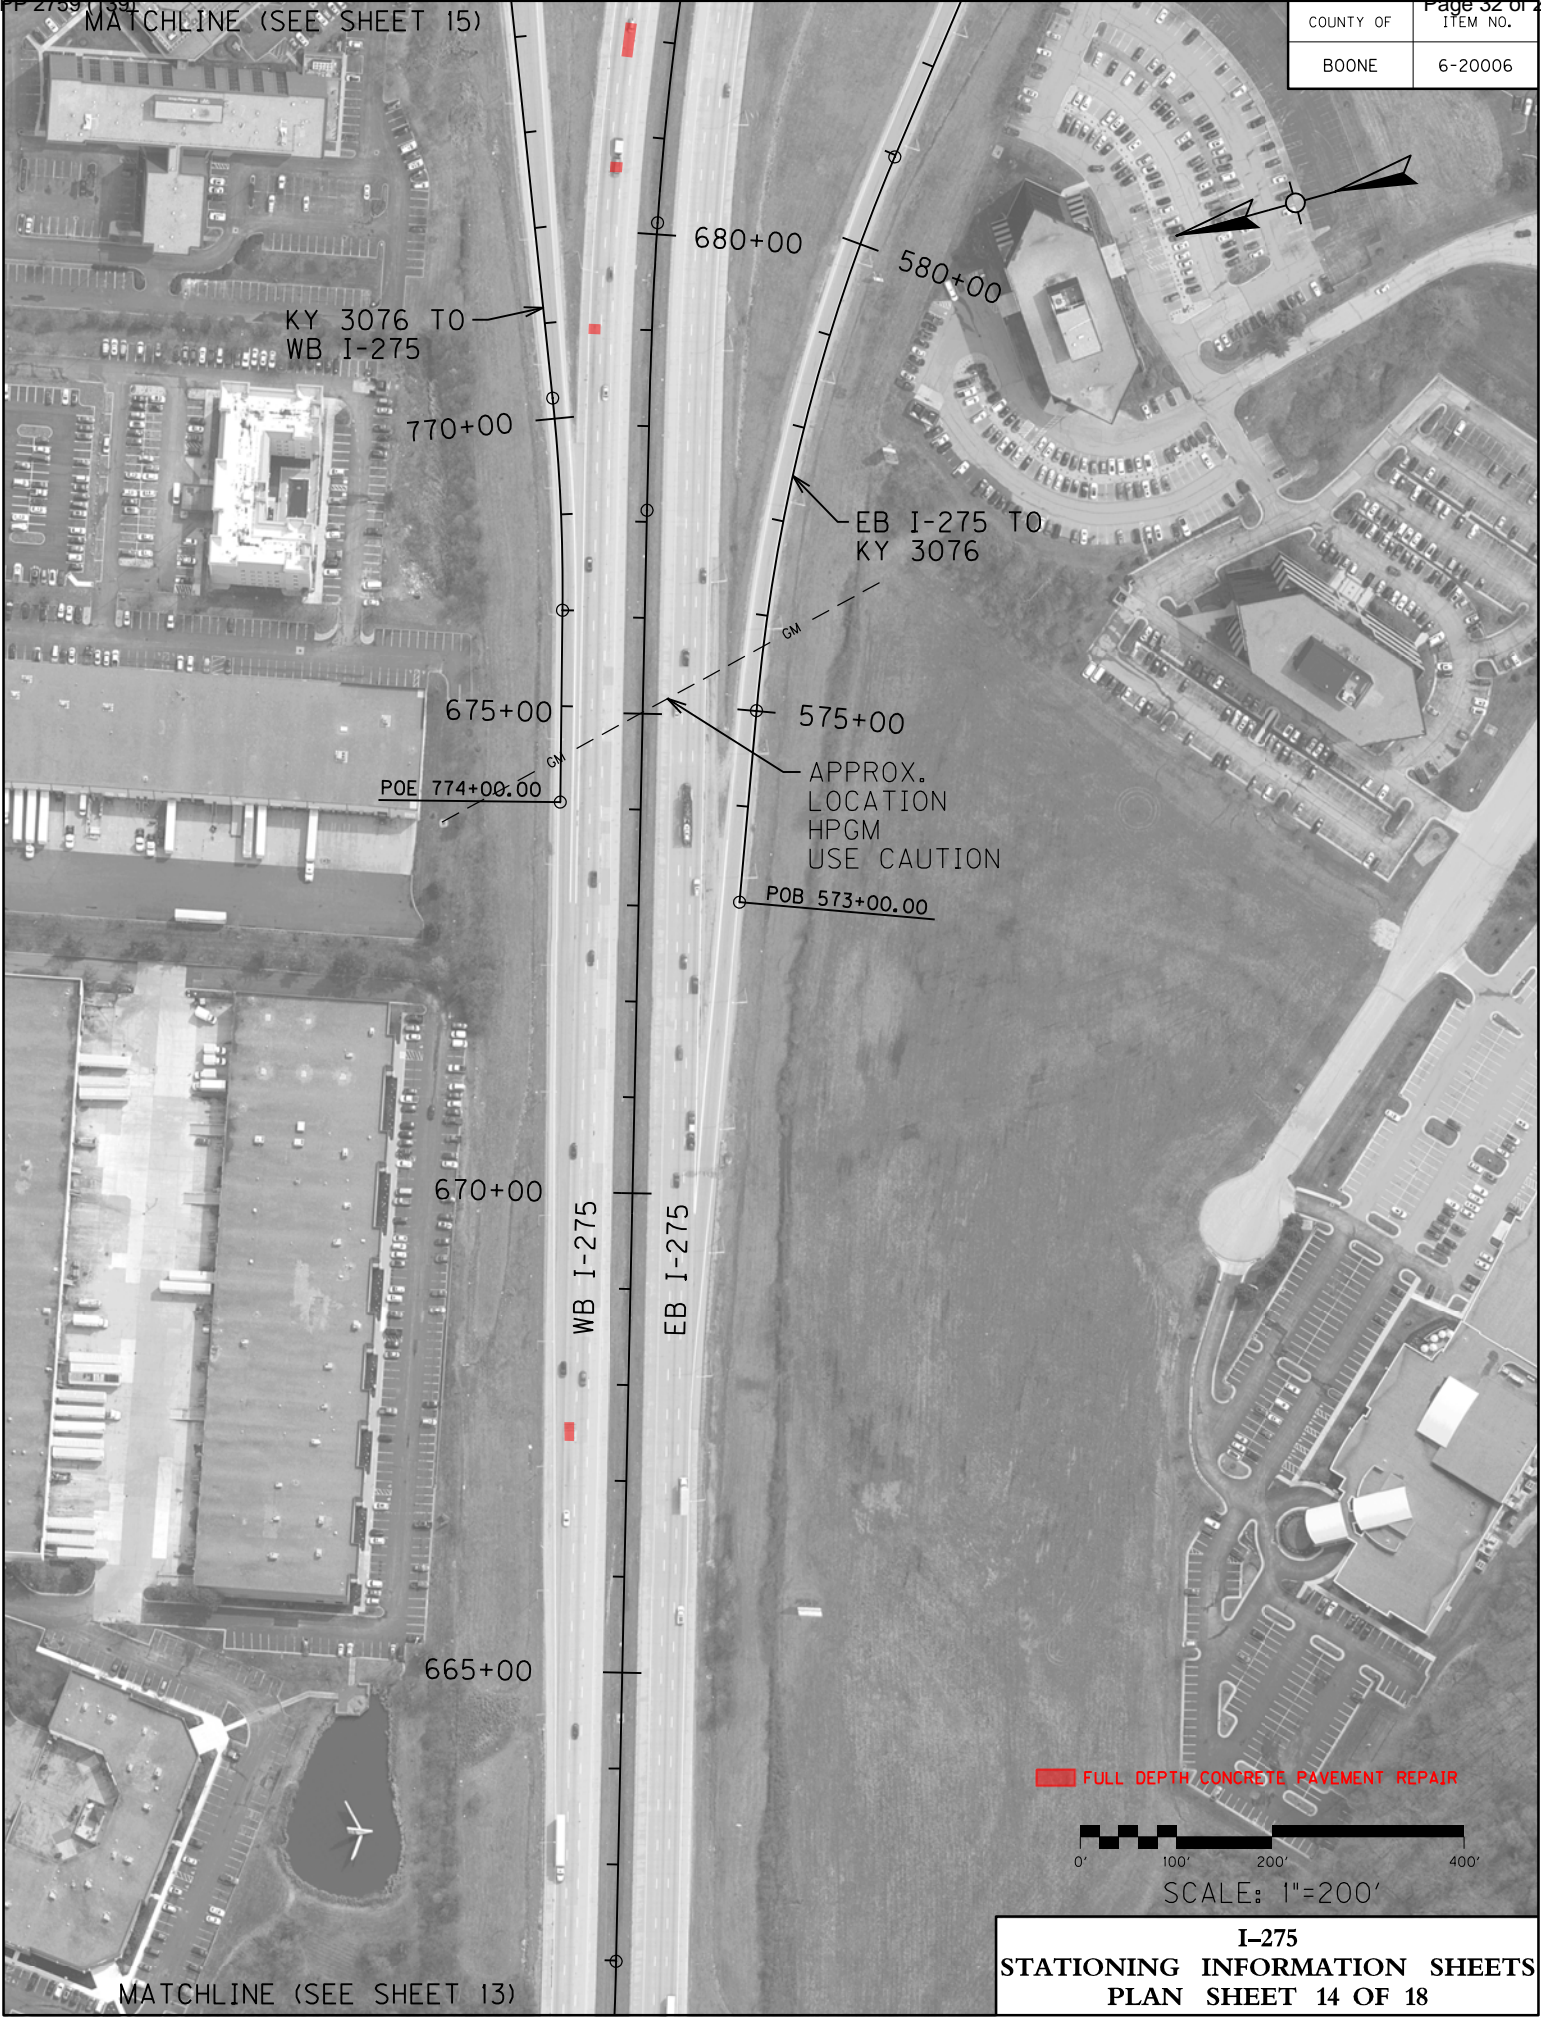 PP 2759 (139)
Page 32 of 2
MATCHLINE (SEE SHEET 15)
COUNTY OF
ITEM NO.
BOONE
6-20006
680+00
580+00
KY 3076 TO
WB I-275
770+00
EB I-275 TO
KY 3076
GM
675+00
575+00
GM
POE 774+00.00
APPROX.
LOCATION
HPGM
USE CAUTION
POB 573+00.00
670+00
WB I-275
EB I-275
665+00
FULL DEPTH CONCRETE PAVEMENT REPAIR
0' 100' 200' 400'
SCALE: 1"=200'
I-275
STATIONING INFORMATION SHEETS
PLAN SHEET 14 OF 18
MATCHLINE (SEE SHEET 13)